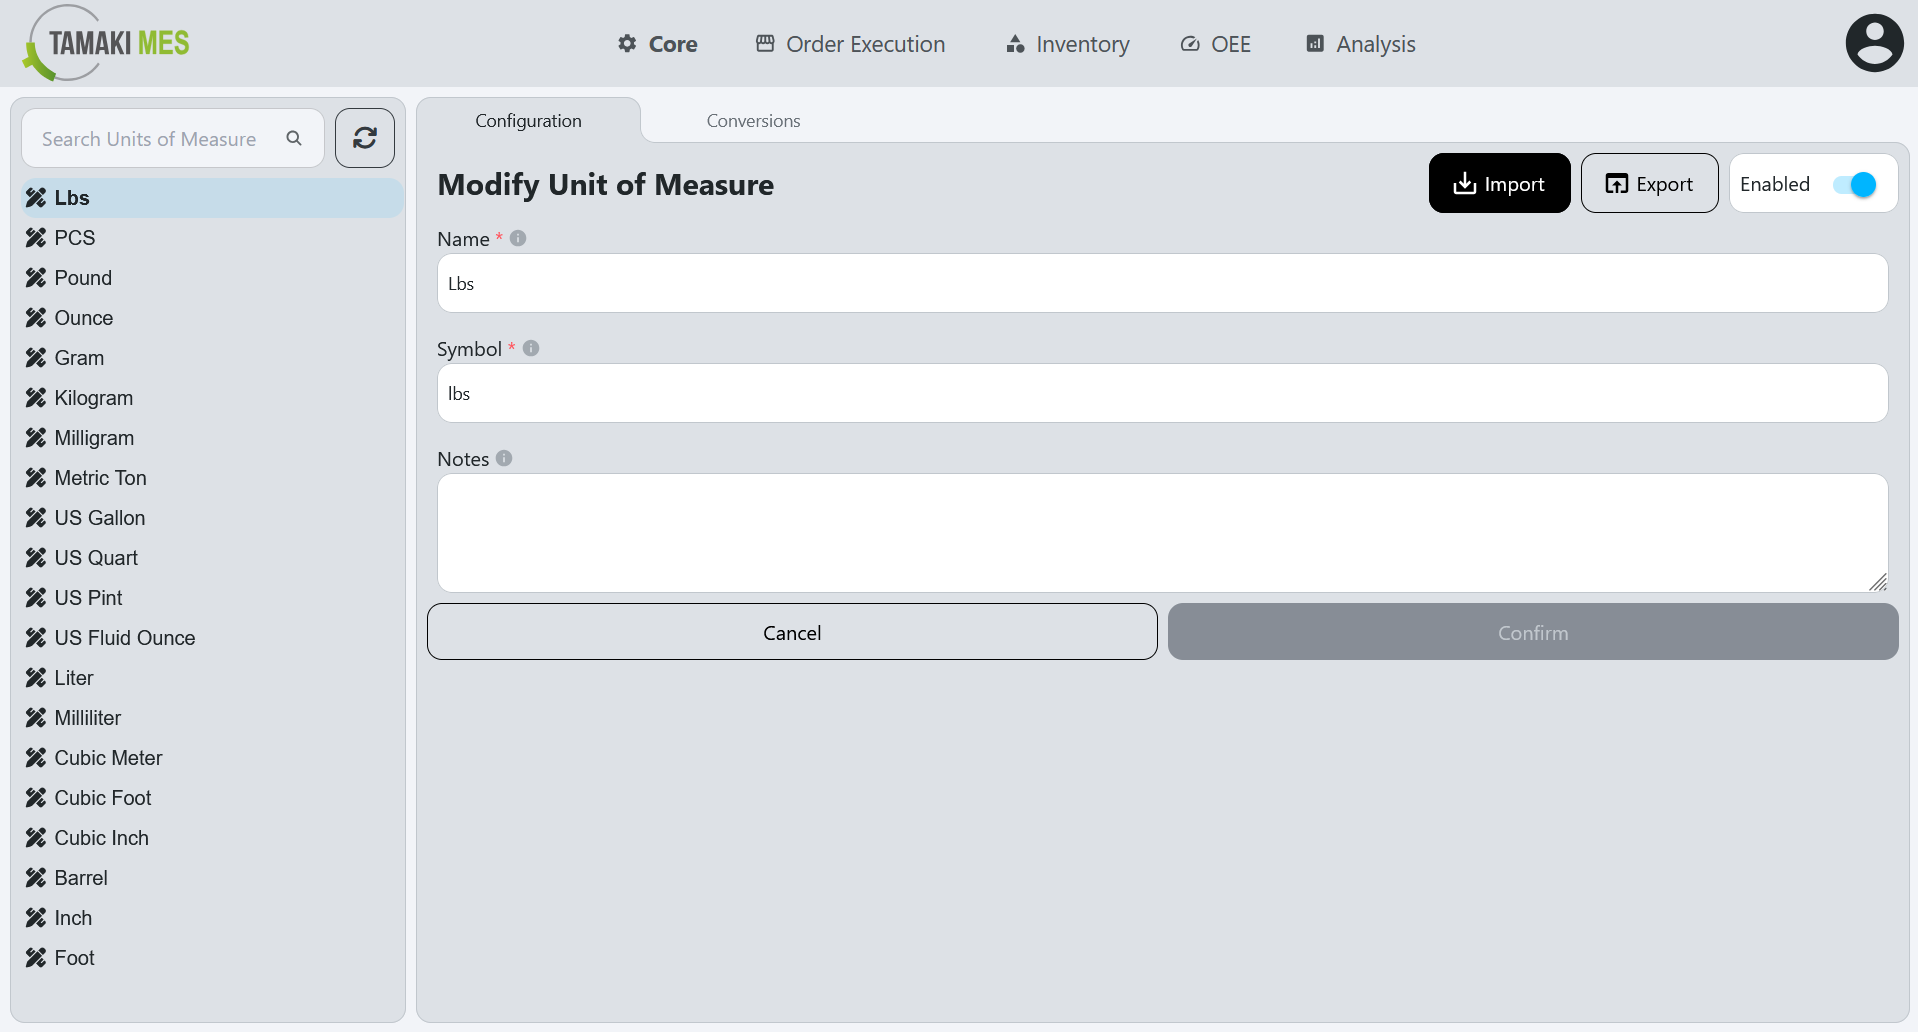 TAMAKI MES
Core
Order Execution
Inventory
OEE
Analysis
Search Units of Measure
Lbs
PCS
Pound
Ounce
Gram
Kilogram
Milligram
Metric Ton
US Gallon
US Quart
US Pint
US Fluid Ounce
Liter
Milliliter
Cubic Meter
Cubic Foot
Cubic Inch
Barrel
Inch
Foot
Configuration
Conversions
Modify Unit of Measure
Import
Export
Enabled
Name *
Lbs
Symbol *
lbs
Notes
Cancel
Confirm